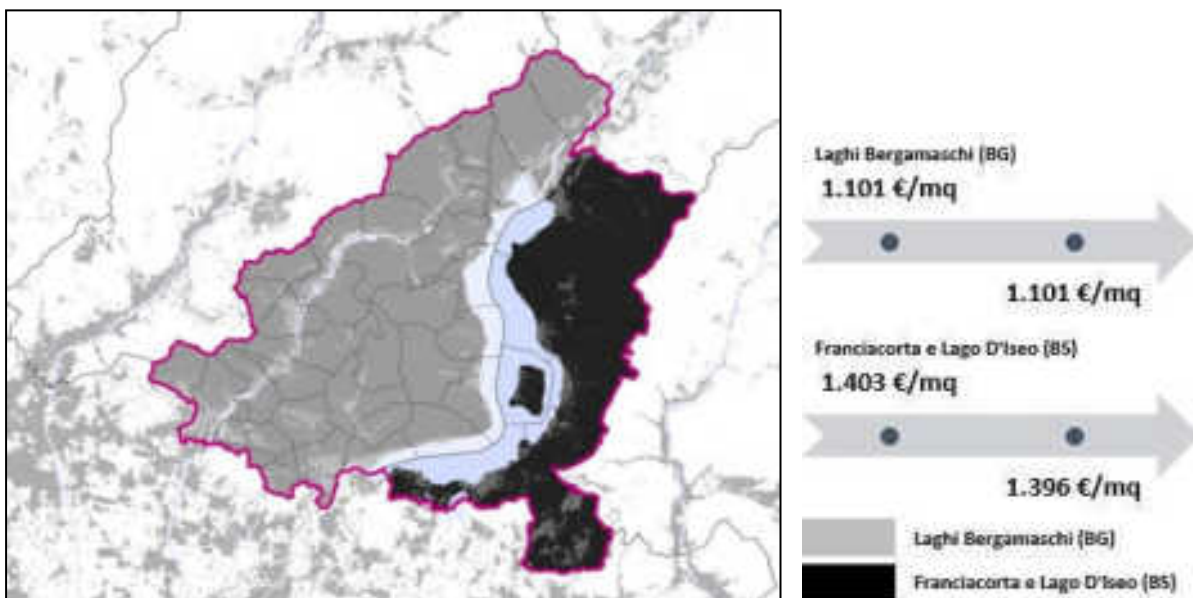 Laghi Bergamaschi (BG)
1.101 €/mq
1.101 €/mq
Franciacorta e Lago D'Iseo (BS)
1.403 €/mq
1.396 €/mq
Laghi Bergamaschi (BG)
Franciacorta e Lago D'Iseo (BS)